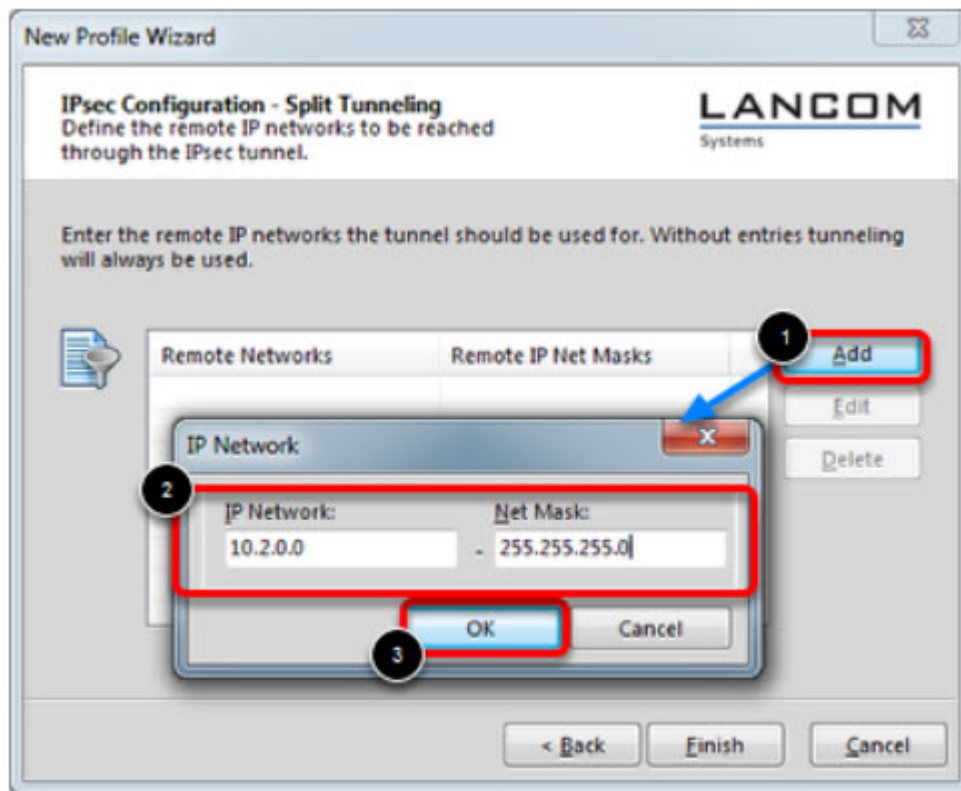 New Profile Wizard
IPsec Configuration - Split Tunneling
Define the remote IP networks to be reached
through the IPsec tunnel.
LANCOM
Systems
Enter the remote IP networks the tunnel should be used for. Without entries tunneling
will always be used.
Remote Networks
Remote IP Net Masks
1
Add
Edit
Delete
IP Network
2
IP Network:
Net Mask:
10.2.0.0
-
255.255.255.0
OK
Cancel
3
< Back
Finish
Cancel